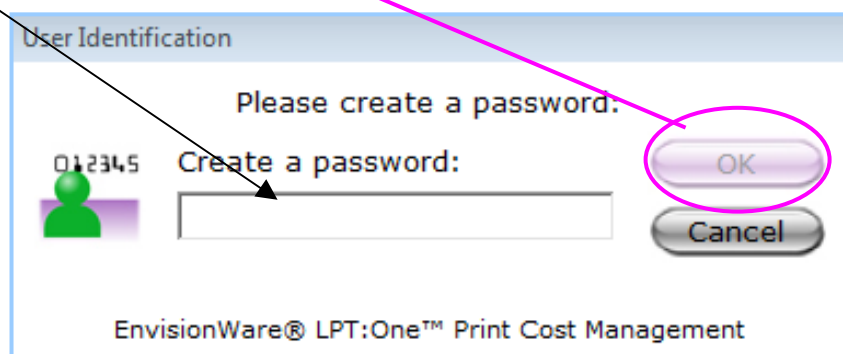 User Identification
Please create a password:
012345
Create a password:
OK
Cancel
EnvisionWare® LPT:One™ Print Cost Management